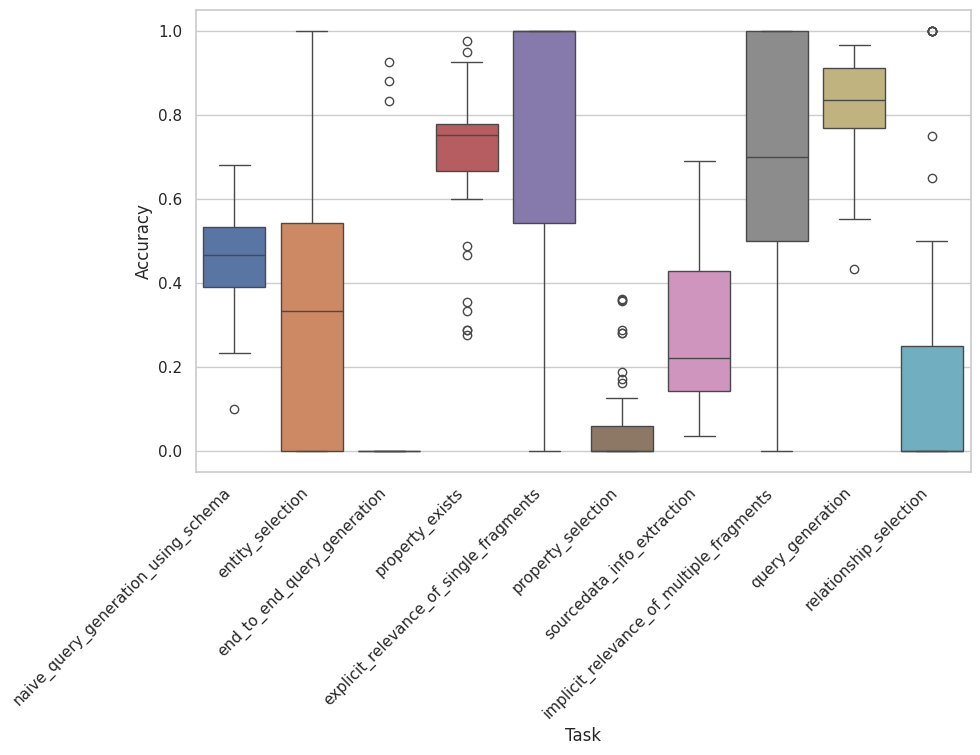 1.0
0.8
0.6
0.4
0.2
0.0
Accuracy
naive_query_generation_using_schema
entity_selection
end_to_end_query_generation
property_exists
explicit_relevance_of_single_fragments
property_selection
sourcedata_info_extraction
implicit_relevance_of_multiple_fragments
query_generation
relationship_selection
Task